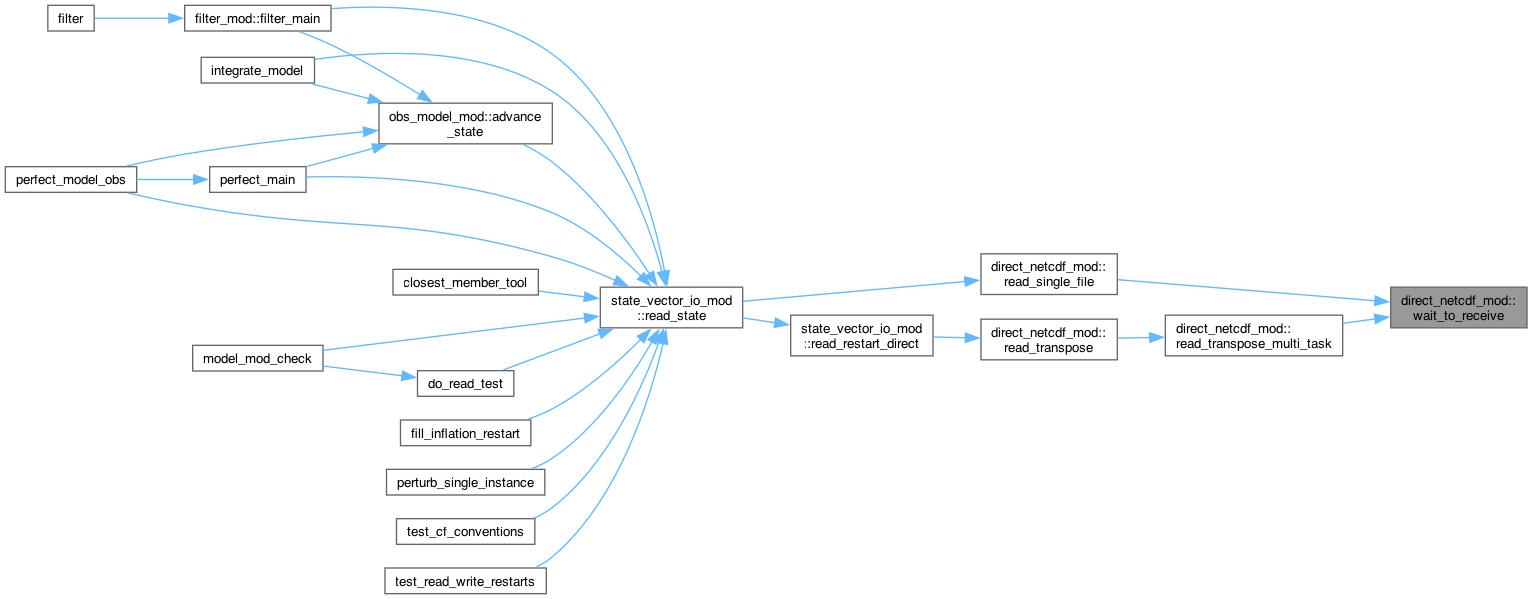 filter
filter_mod::filter_main
integrate_model
obs_model_mod::advance
_state
perfect_model_obs
perfect_main
closest_member_tool
state_vector_io_mod
::read_state
model_mod_check
do_read_test
fill_inflation_restart
perturb_single_instance
test_cf_conventions
test_read_write_restarts
direct_netcdf_mod::
read_single_file
state_vector_io_mod
::read_restart_direct
direct_netcdf_mod::
read_transpose
direct_netcdf_mod::
read_transpose_multi_task
direct_netcdf_mod::
wait_to_receive